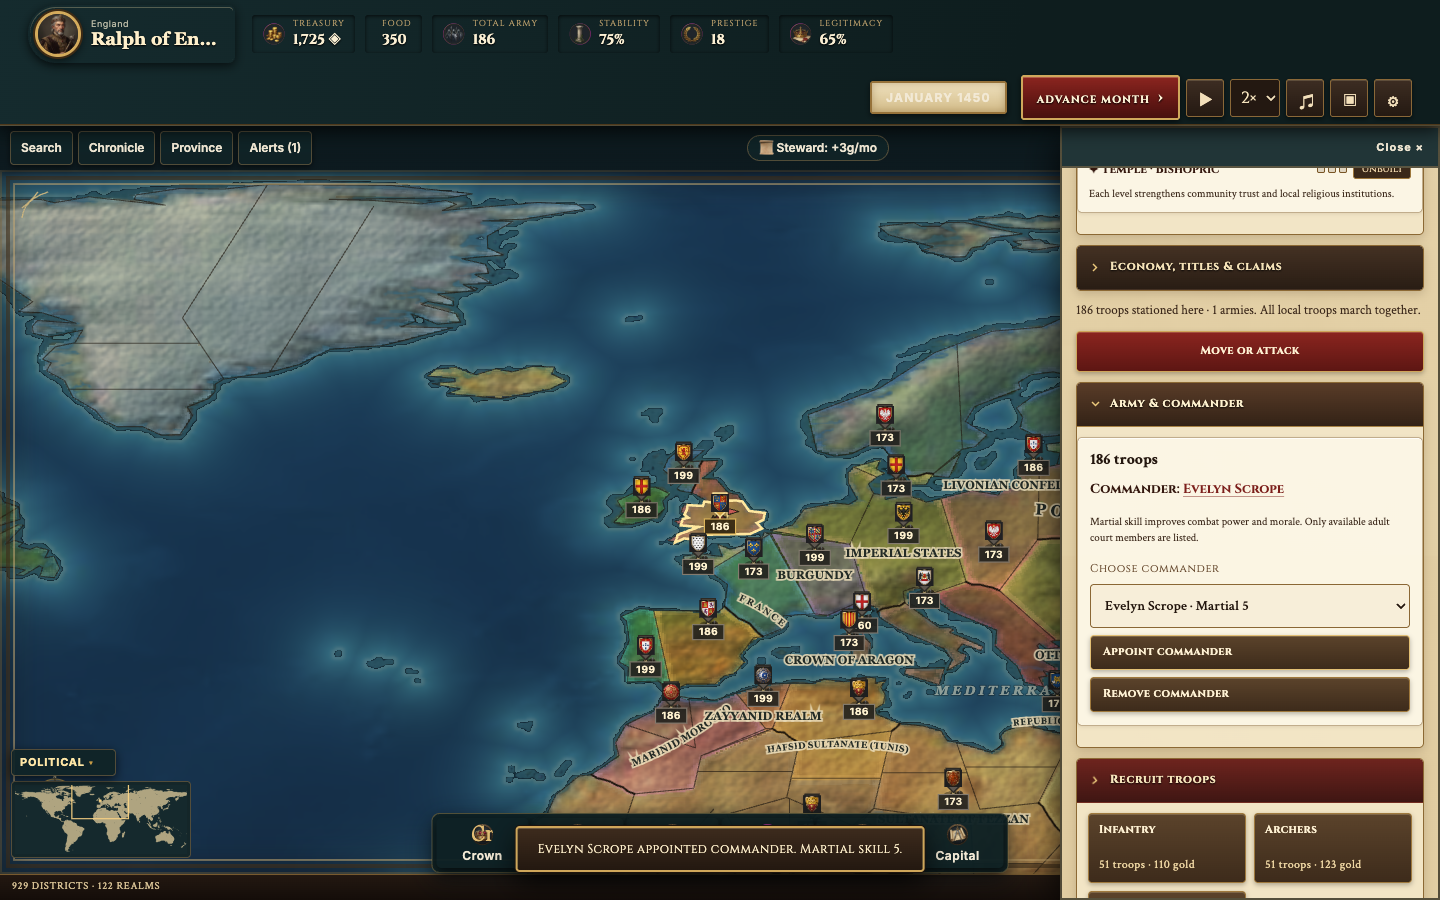 England
Ralph of En...
TREASURY
1,725
FOOD
350
TOTAL ARMY
186
STABILITY
75%
PRESTIGE
18
LEGITIMACY
65%
JANUARY 1450
ADVANCE MONTH ›
2×
Search
Chronicle
Province
Alerts (1)
Steward: +3g/mo
Close ×
TEMPLE · BISHOPRIC
UNBUILT
Each level strengthens community trust and local religious institutions.
ECONOMY, TITLES & CLAIMS
186 troops stationed here · 1 armies. All local troops march together.
MOVE OR ATTACK
ARMY & COMMANDER
186 troops
COMMANDER: EVELYN SCROPE
Martial skill improves combat power and morale. Only available adult
court members are listed.
CHOOSE COMMANDER
Evelyn Scrope · Martial 5
APPOINT COMMANDER
REMOVE COMMANDER
RECRUIT TROOPS
INFANTRY
51 troops · 110 gold
ARCHERS
51 troops · 123 gold
173
199
186
173
LIVONIAN CONFE
186
186
186
199
PO
199
173
199
IMPERIAL STATES
173
BURGUNDY
173
FRANCE
60
186
173
199
CROWN OF ARAGON
OT
MEDITERRA
199
186
186
17
ZAYYANID REALM
REPUBLI
MARINID MOROCCO
HAFSID SULTANATE (TUNIS)
173
ZAN
POLITICAL
Crown
EVELYN SCROPE APPOINTED COMMANDER. MARTIAL SKILL 5.
Capital
929 DISTRICTS · 122 REALMS